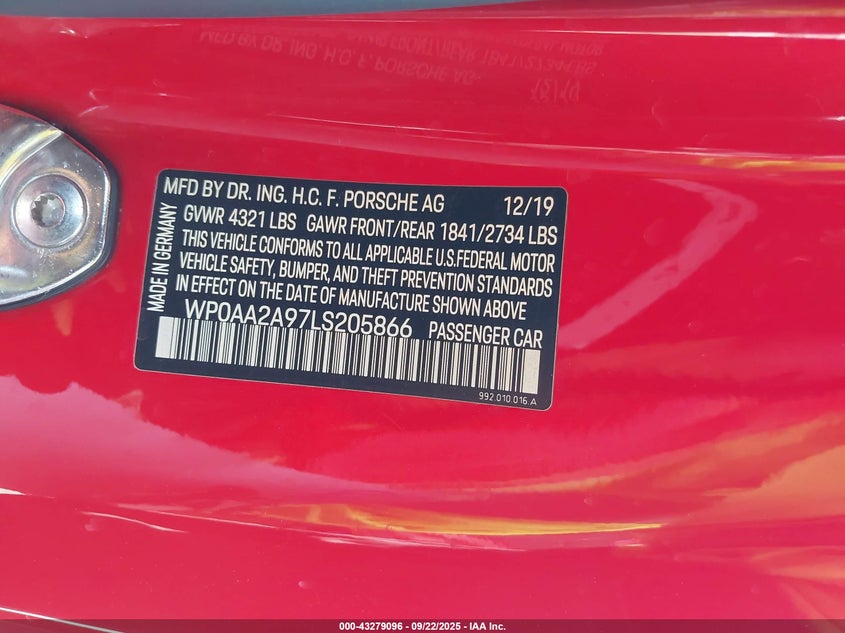 MFD BY DR. ING. H.C. F. PORSCHE AG 12/19
GVWR 4321 LBS GAWR FRONT/REAR 1841/2734 LBS
THIS VEHICLE CONFORMS TO ALL APPLICABLE U.S.FEDERAL MOTOR
VEHICLE SAFETY, BUMPER, AND THEFT PREVENTION STANDARDS
IN EFFECT ON THE DATE OF MANUFACTURE SHOWN ABOVE
WP0AA2A97LS205866 PASSENGER CAR
992.010.016.A
MADE IN GERMANY
000-43279096 - 09/22/2025 - IAA Inc.